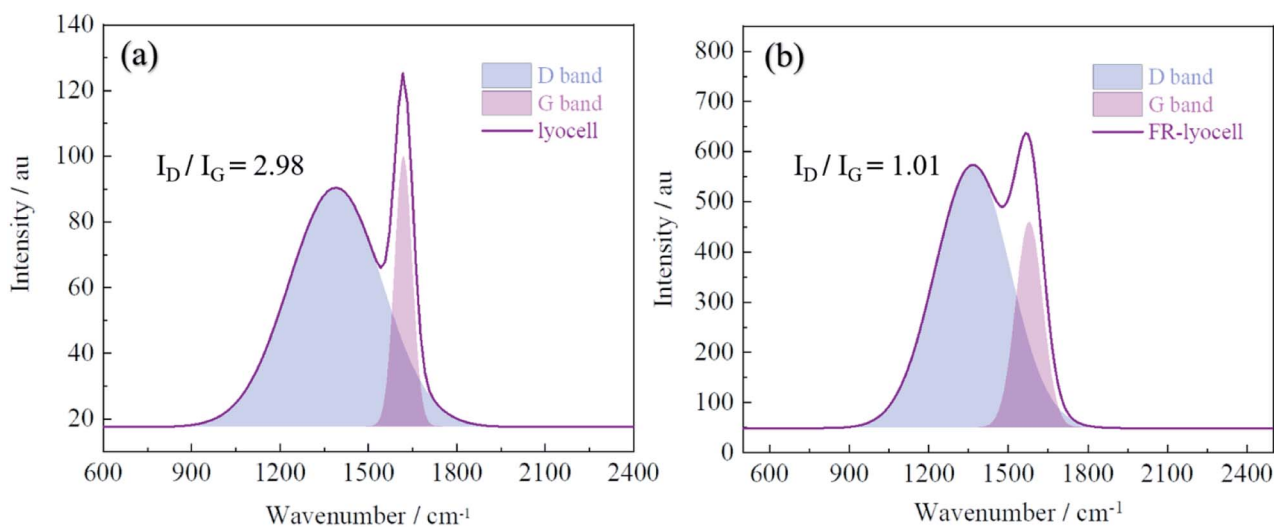 (a)
D band
G band
lyocell
I_D / I_G = 2.98
Intensity / au
140
120
100
80
60
40
20
600 900 1200 1500 1800 2100 2400
Wavenumber / cm⁻¹
(b)
D band
G band
FR-lyocell
I_D / I_G = 1.01
Intensity / au
800
700
600
500
400
300
200
100
0
600 900 1200 1500 1800 2100 2400
Wavenumber / cm⁻¹